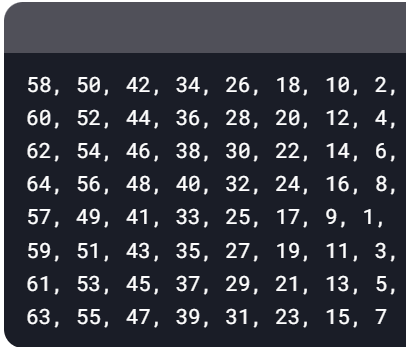 58, 50, 42, 34, 26, 18, 10, 2,
60, 52, 44, 36, 28, 20, 12, 4,
62, 54, 46, 38, 30, 22, 14, 6,
64, 56, 48, 40, 32, 24, 16, 8,
57, 49, 41, 33, 25, 17, 9, 1,
59, 51, 43, 35, 27, 19, 11, 3,
61, 53, 45, 37, 29, 21, 13, 5,
63, 55, 47, 39, 31, 23, 15, 7